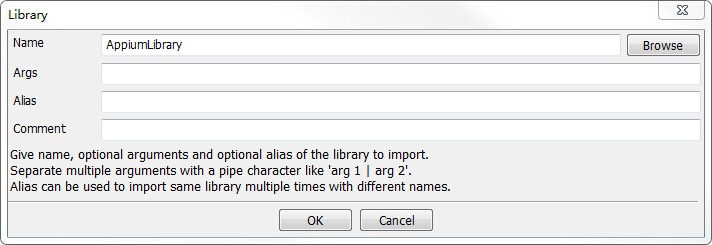 Library
Name AppiumLibrary Browse
Args
Alias
Comment
Give name, optional arguments and optional alias of the library to import.
Separate multiple arguments with a pipe character like 'arg 1 | arg 2'.
Alias can be used to import same library multiple times with different names.
OK Cancel